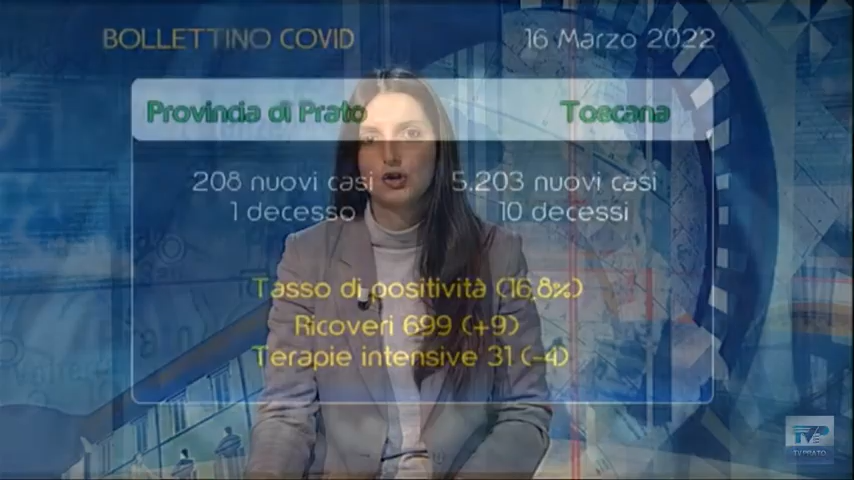 BOLLETTINO COVID 16 Marzo 2022
Provincia di Prato Toscana
208 nuovi casi 5.203 nuovi casi
1 decesso 10 decessi
Tasso di positività (16,8%)
Ricoveri 699 (+9)
Terapie intensive 31 (-4)
TVP
TV PRATO